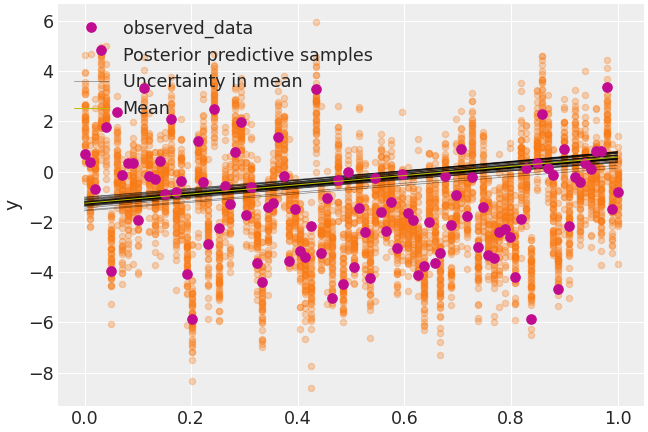 observed_data
Posterior predictive samples
Uncertainty in mean
Mean
6
4
2
0
−2
−4
−6
−8
y
0.0 0.2 0.4 0.6 0.8 1.0